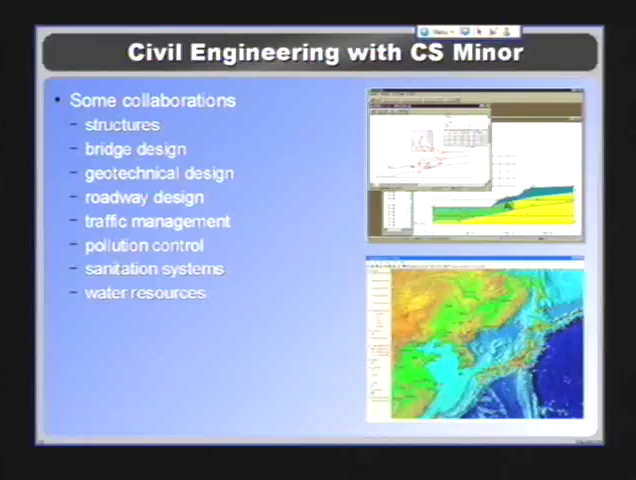 Menu
Civil Engineering with CS Minor
• Some collaborations
– structures
– bridge design
– geotechnical design
– roadway design
– traffic management
– pollution control
– sanitation systems
– water resources